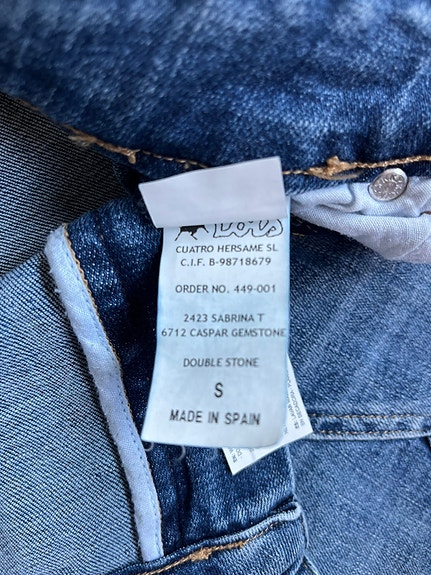 CUATRO HERSAME SL
C.I.F. B-98718679
ORDER NO. 449-001
2423 SABRINA T
6712 CASPAR GEMSTONE
DOUBLE STONE
S
MADE IN SPAIN